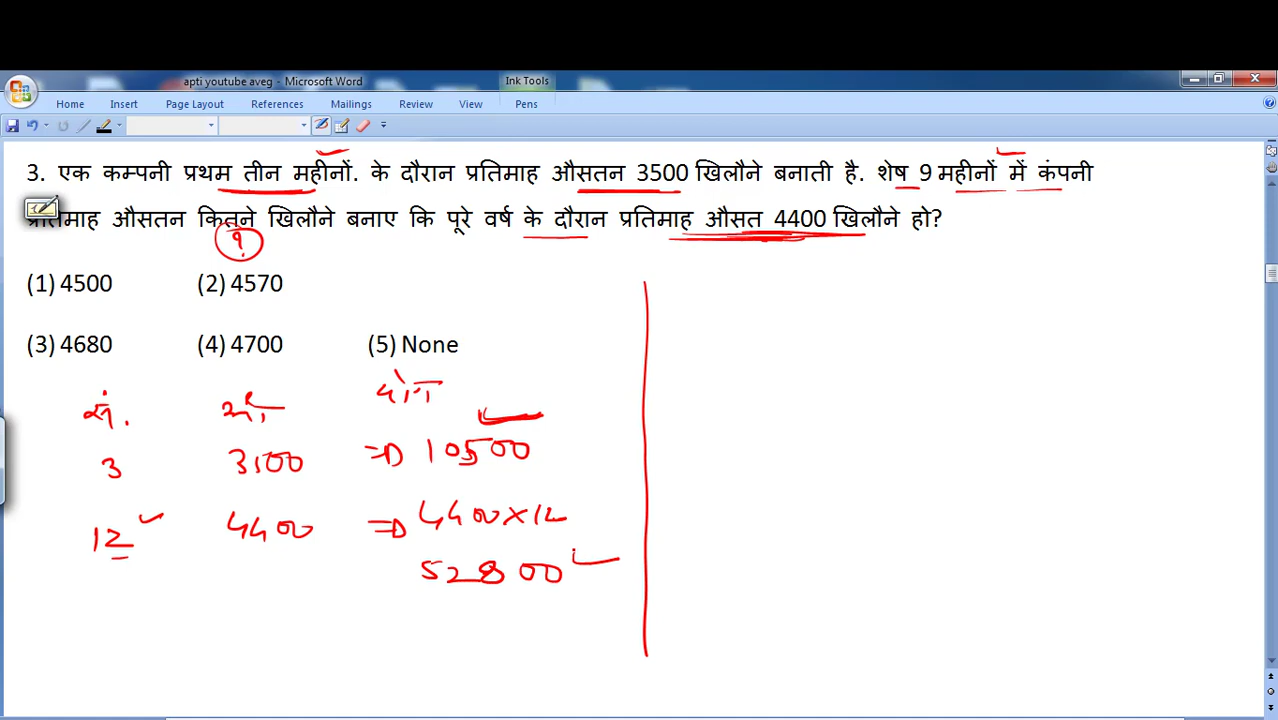 apti youtube aveg - Microsoft Word
Ink Tools
Home Insert Page Layout References Mailings Review View Pens
3. एक कम्पनी प्रथम तीन महीनों. के दौरान प्रतिमाह औसतन 3500 खिलौने बनाती है. शेष 9 महीनों में कंपनी
औसतन कितने खिलौने बनाए कि पूरे वर्ष के दौरान प्रतिमाह औसत 4400 खिलौने हो?
?
(1) 4500 (2) 4570
(3) 4680 (4) 4700 (5) None
सं. औ. योग
3 3500 => 10500
12 4400 => 4400×12
52800